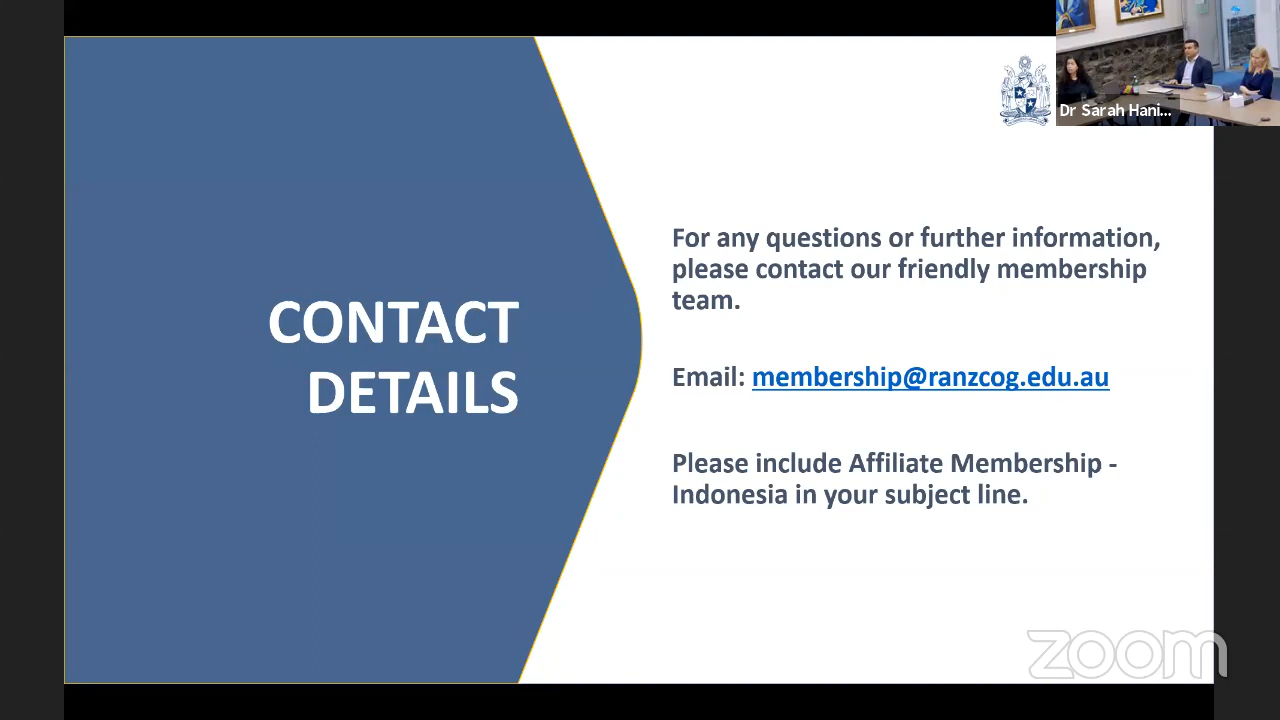 CONTACT
DETAILS
For any questions or further information,
please contact our friendly membership
team.
Email: membership@ranzcog.edu.au
Please include Affiliate Membership -
Indonesia in your subject line.
Dr Sarah Hani...
zoom